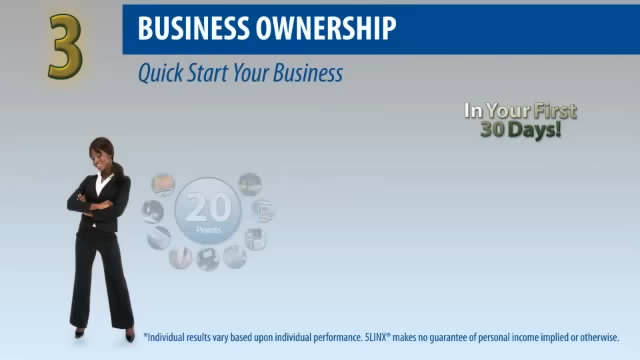 3
BUSINESS OWNERSHIP
Quick Start Your Business
In Your First
30 Days!
20
Points
*Individual results vary based upon individual performance. 5LINX® makes no guarantee of personal income implied or otherwise.